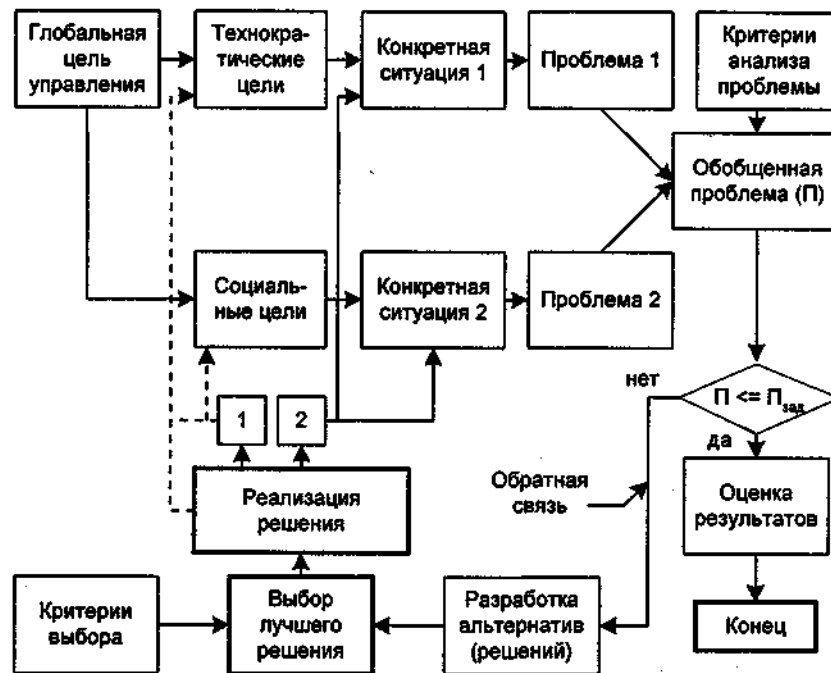 Глобальная
цель
управления
Технокра-
тические
цели
Конкретная
ситуация 1
Проблема 1
Критерии
анализа
проблемы
Обобщенная
проблема (П)
Социаль-
ные цели
Конкретная
ситуация 2
Проблема 2
нет
П <= Пзад
да
1
2
Реализация
решения
Обратная
связь
Оценка
результатов
Критерии
выбора
Выбор
лучшего
решения
Разработка
альтернатив
(решений)
Конец